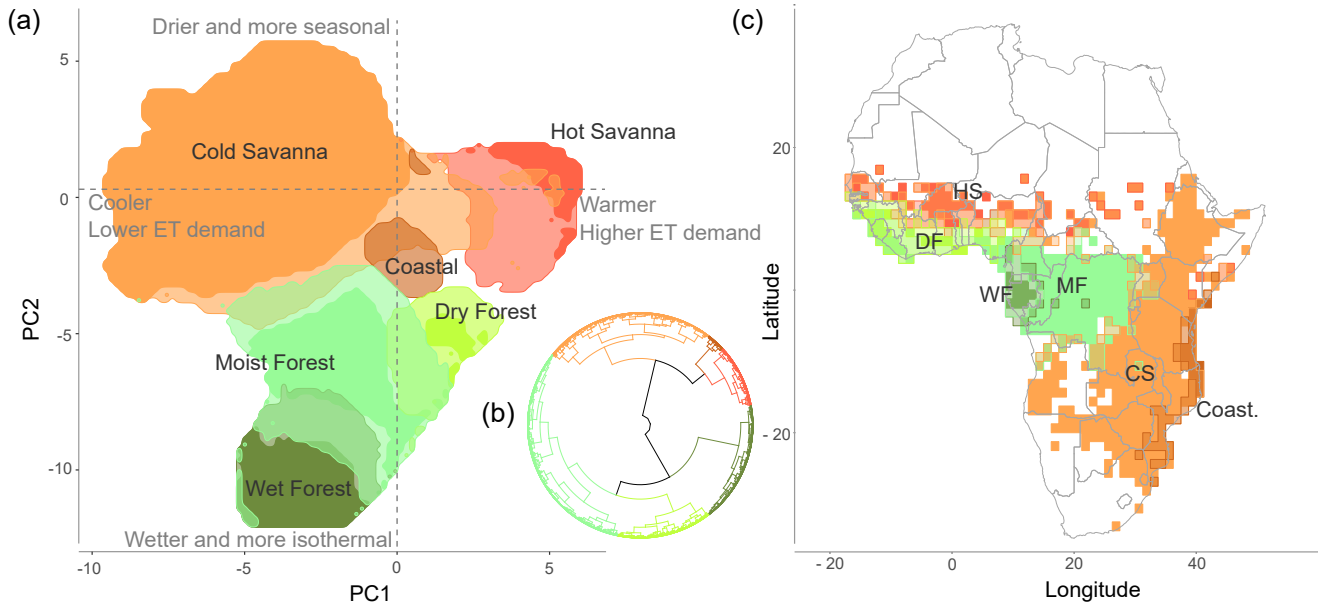 (a)
Drier and more seasonal
5
Cold Savanna
Hot Savanna
0
Cooler
Lower ET demand
Warmer
Higher ET demand
Coastal
PC2
Dry Forest
-5
Moist Forest
-10
Wet Forest
Wetter and more isothermal
-10
-5
0
5
PC1
(b)
(c)
20
HS
DF
WF
MF
Latitude
CS
Coast.
- 20
- 20
0
20
40
Longitude